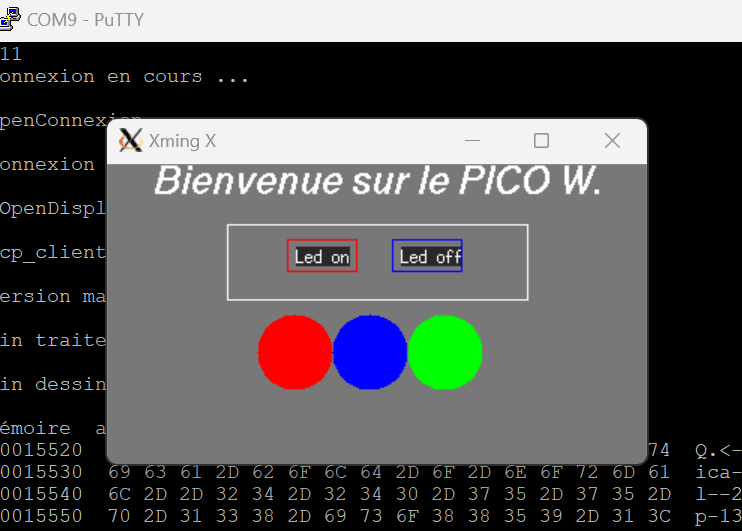 COM9 - PuTTY
11
onnexion en cours ...
penConnexion
onnexion
OpenDispl
cp_client
ersion ma
in traite
in dessin
émoire a
Xming X
Bienvenue sur le PICO W.
Led on
Led off
0015520 74 Q.<-
0015530 69 63 61 2D 62 6F 6C 64 2D 6F 2D 6E 6F 72 6D 61 ica-
0015540 6C 2D 2D 32 34 2D 32 34 30 2D 37 35 2D 37 35 2D l--2
0015550 70 2D 31 33 38 2D 69 73 6F 38 38 35 39 2D 31 3C p-13